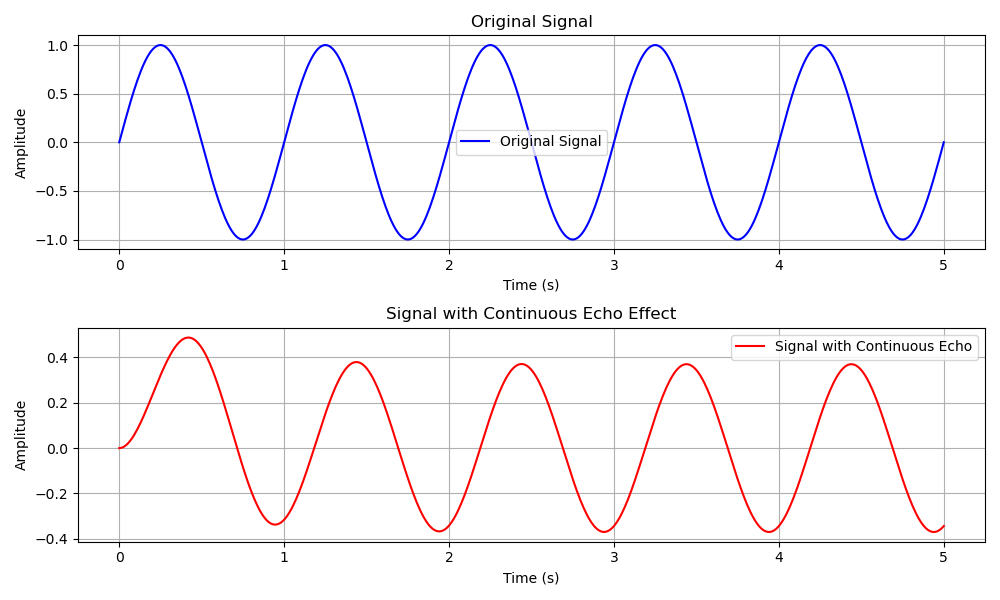 Original Signal
1.0
0.5
0.0
−0.5
−1.0
Amplitude
Original Signal
0 1 2 3 4 5
Time (s)
Signal with Continuous Echo Effect
0.4
0.2
0.0
−0.2
−0.4
Amplitude
Signal with Continuous Echo
0 1 2 3 4 5
Time (s)